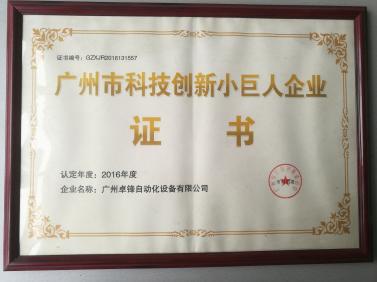 证书编号：GZXJR2016131557
广州市科技创新小巨人企业
证 书
认定年度：2016年度
企业名称：广州卓锋自动化设备有限公司